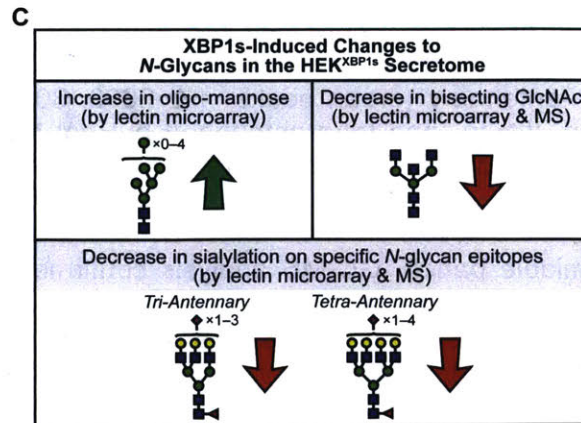 C
XBP1s-Induced Changes to
N-Glycans in the HEK^XBP1s Secretome
Increase in oligo-mannose
(by lectin microarray)
Decrease in bisecting GlcNAc
(by lectin microarray & MS)
×0–4
Decrease in sialylation on specific N-glycan epitopes
(by lectin microarray & MS)
Tri-Antennary
Tetra-Antennary
×1–3
×1–4